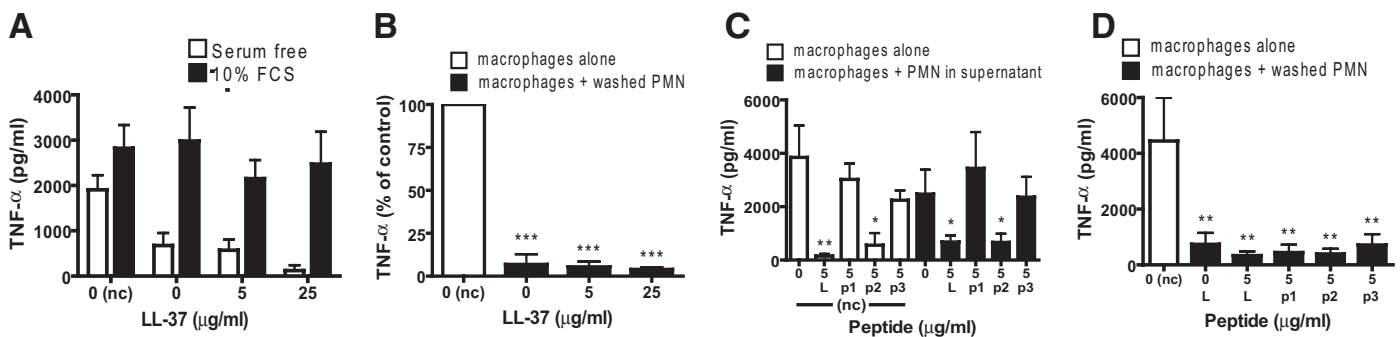 A
Serum free
10% FCS
TNF-α (pg/ml)
4000
3000
2000
1000
0
0 (nc) 0 5 25
LL-37 (μg/ml)
B
macrophages alone
macrophages + washed PMN
TNF-α (% of control)
100
75
50
25
0
*** *** ***
0 (nc) 0 5 25
LL-37 (μg/ml)
C
macrophages alone
macrophages + PMN in supernatant
TNF-α (pg/ml)
6000
4000
2000
0
** * * *
0 5 5 5 5 0 5 5 5 5
L p1 p2 p3 L p1 p2 p3
(nc)
Peptide (μg/ml)
D
macrophages alone
macrophages + washed PMN
TNF-α (pg/ml)
6000
4000
2000
0
** ** ** ** **
0 (nc) 0 5 5 5 5
L L p1 p2 p3
Peptide (μg/ml)